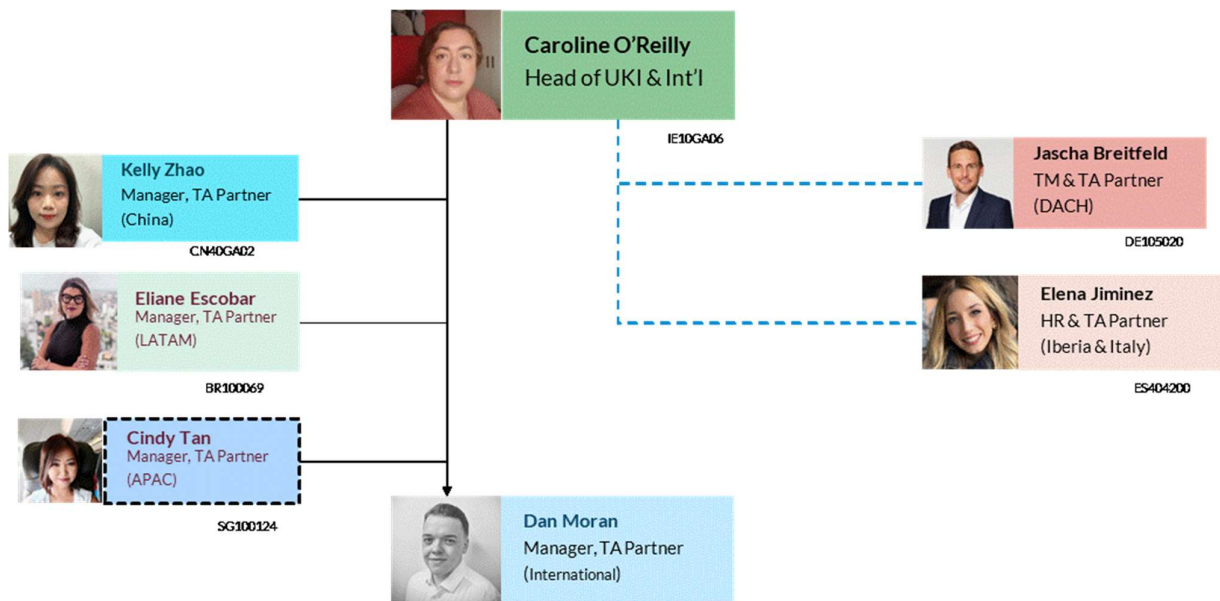 Caroline O’Reilly
Head of UKI & Int’l
IE10GA06
Kelly Zhao
Manager, TA Partner
(China)
CN40GA02
Eliane Escobar
Manager, TA Partner
(LATAM)
BR100069
Cindy Tan
Manager, TA Partner
(APAC)
SG100124
Dan Moran
Manager, TA Partner
(International)
Jascha Breitfeld
TM & TA Partner
(DACH)
DE105020
Elena Jiminez
HR & TA Partner
(Iberia & Italy)
ES404200